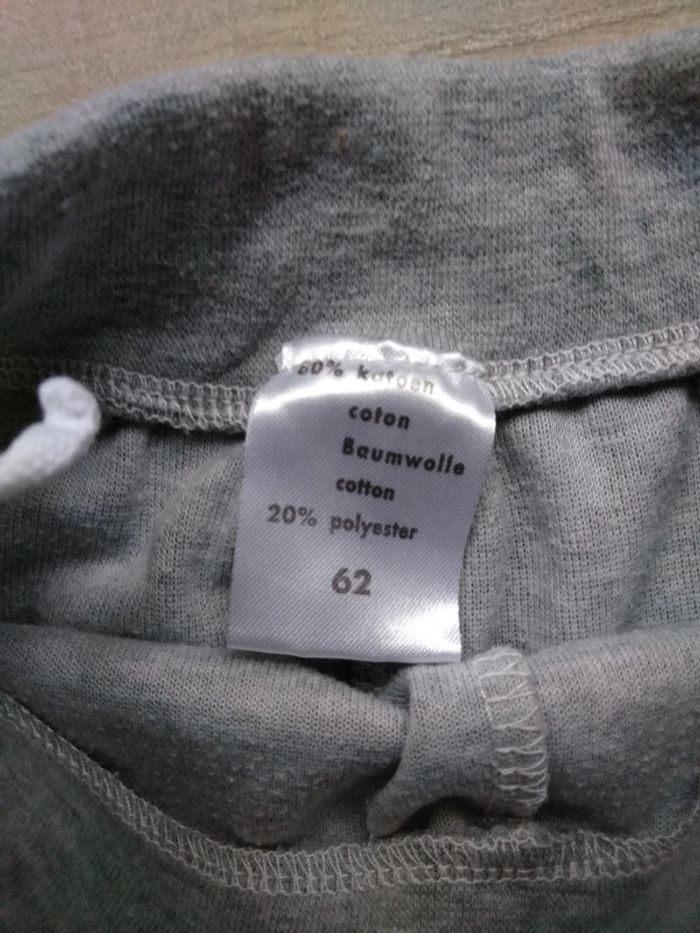 80% katoen
coton
Baumwolle
cotton
20% polyester
62